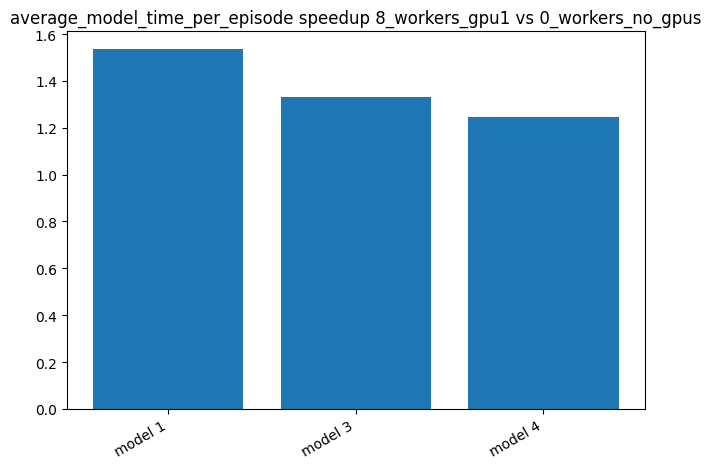 average_model_time_per_episode speedup 8_workers_gpu1 vs 0_workers_no_gpus
1.6
1.4
1.2
1.0
0.8
0.6
0.4
0.2
0.0
model 1
model 3
model 4